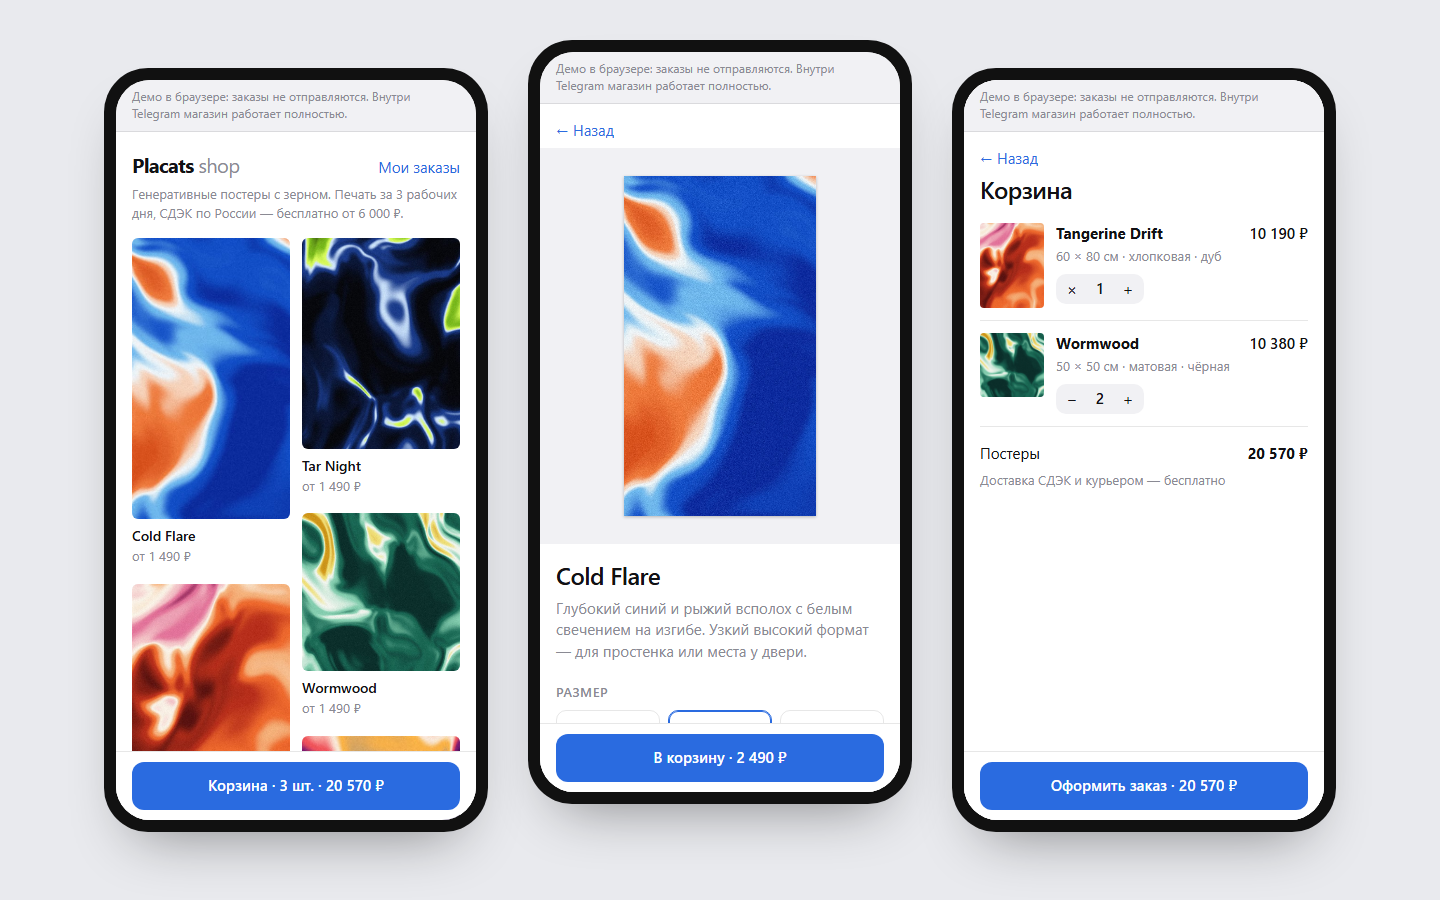 Демо в браузере: заказы не отправляются. Внутри
Telegram магазин работает полностью.
Placats shop
Мои заказы
Генеративные постеры с зерном. Печать за 3 рабочих
дня, СДЭК по России — бесплатно от 6 000 ₽.
Cold Flare
от 1 490 ₽
Tar Night
от 1 490 ₽
Wormwood
от 1 490 ₽
Корзина · 3 шт. · 20 570 ₽
Демо в браузере: заказы не отправляются. Внутри
Telegram магазин работает полностью.
← Назад
Cold Flare
Глубокий синий и рыжий всполох с белым
свечением на изгибе. Узкий высокий формат
— для простенка или места у двери.
РАЗМЕР
В корзину · 2 490 ₽
Демо в браузере: заказы не отправляются. Внутри
Telegram магазин работает полностью.
← Назад
Корзина
Tangerine Drift 10 190 ₽
60 × 80 см · хлопковая · дуб
× 1 +
Wormwood 10 380 ₽
50 × 50 см · матовая · чёрная
− 2 +
Постеры 20 570 ₽
Доставка СДЭК и курьером — бесплатно
Оформить заказ · 20 570 ₽